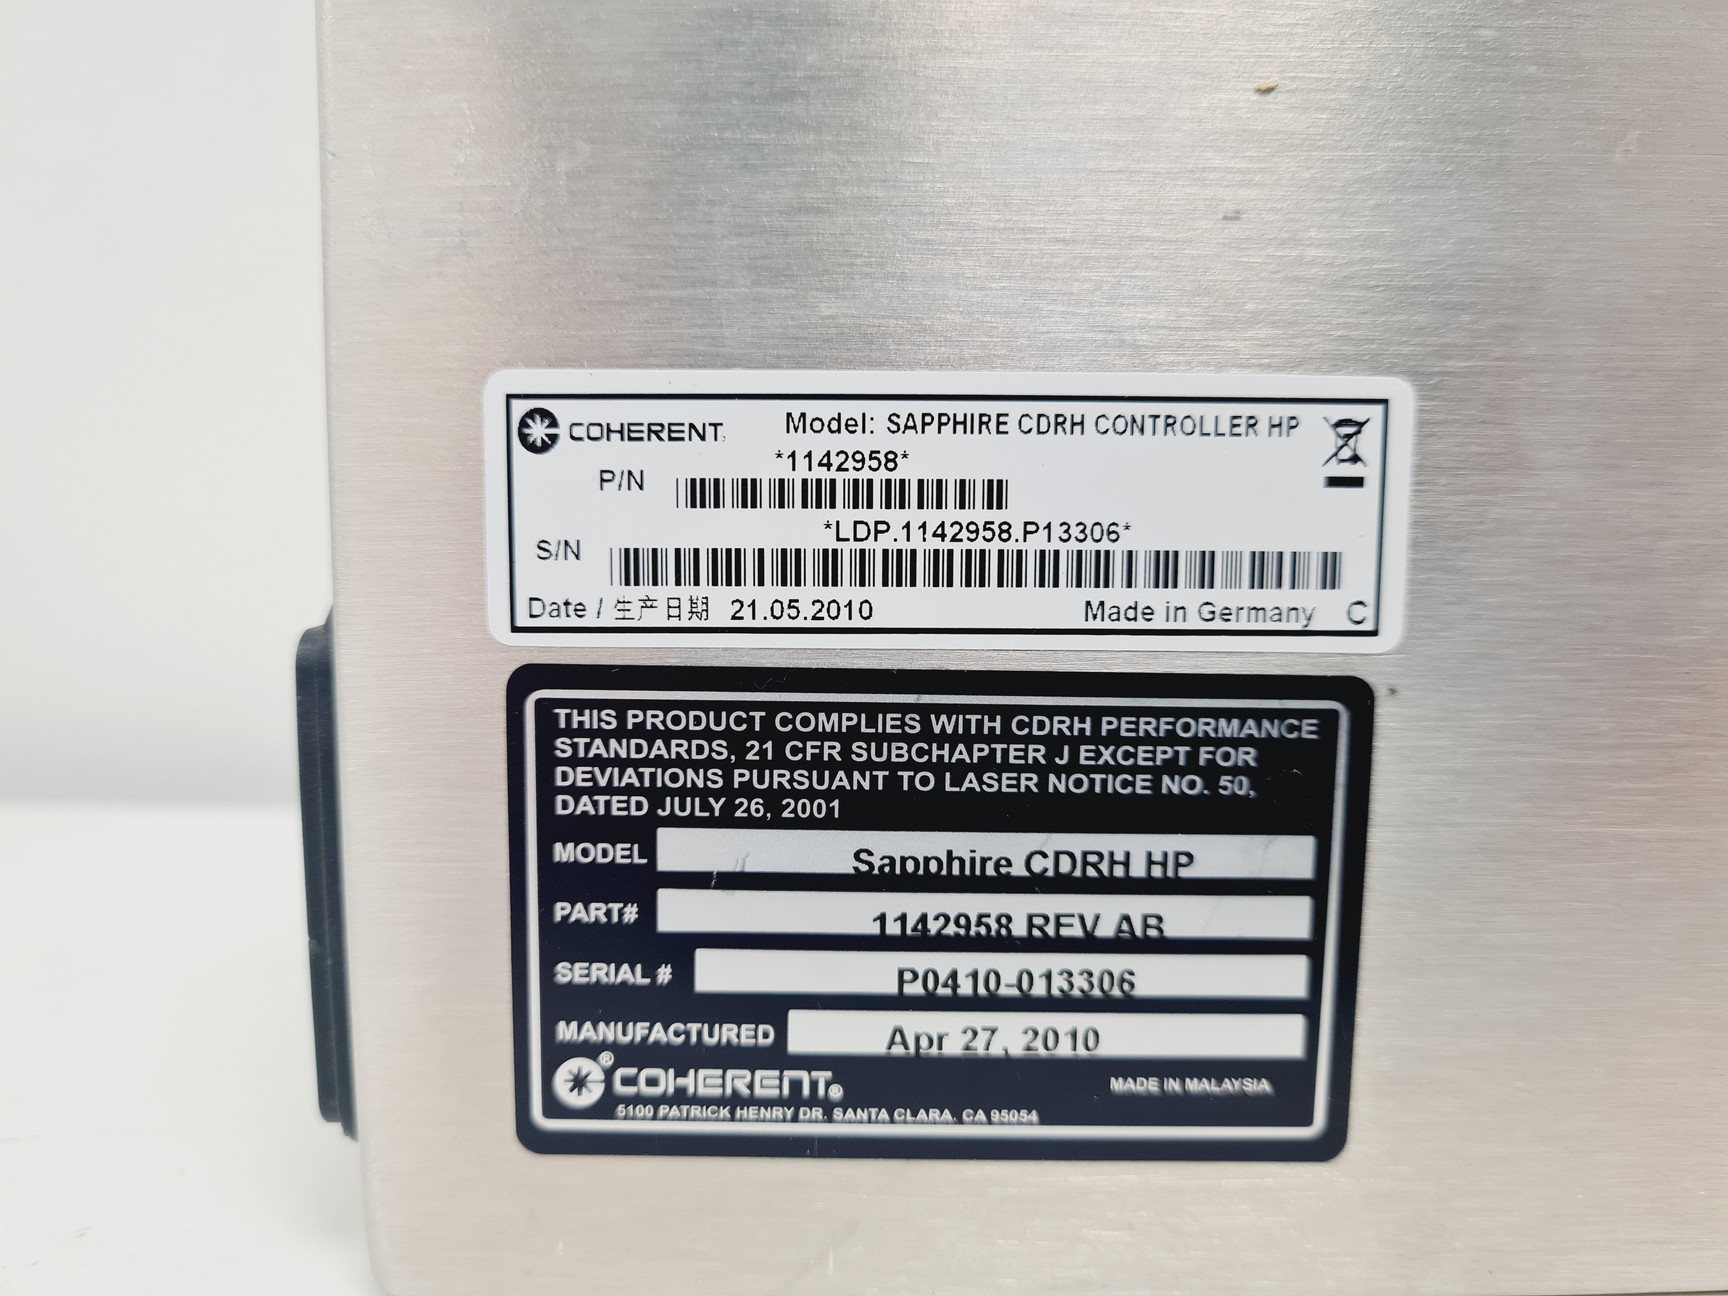 COHERENT Model: SAPPHIRE CDRH CONTROLLER HP
*1142958*
P/N
*LDP.1142958.P13306*
S/N
Date / 生产日期 21.05.2010 Made in Germany C
THIS PRODUCT COMPLIES WITH CDRH PERFORMANCE
STANDARDS, 21 CFR SUBCHAPTER J EXCEPT FOR
DEVIATIONS PURSUANT TO LASER NOTICE NO. 50,
DATED JULY 26, 2001
MODEL Sapphire CDRH HP
PART# 1142958 REV AB
SERIAL # P0410-013306
MANUFACTURED Apr 27, 2010
® COHERENT® MADE IN MALAYSIA
5100 PATRICK HENRY DR. SANTA CLARA, CA 95054